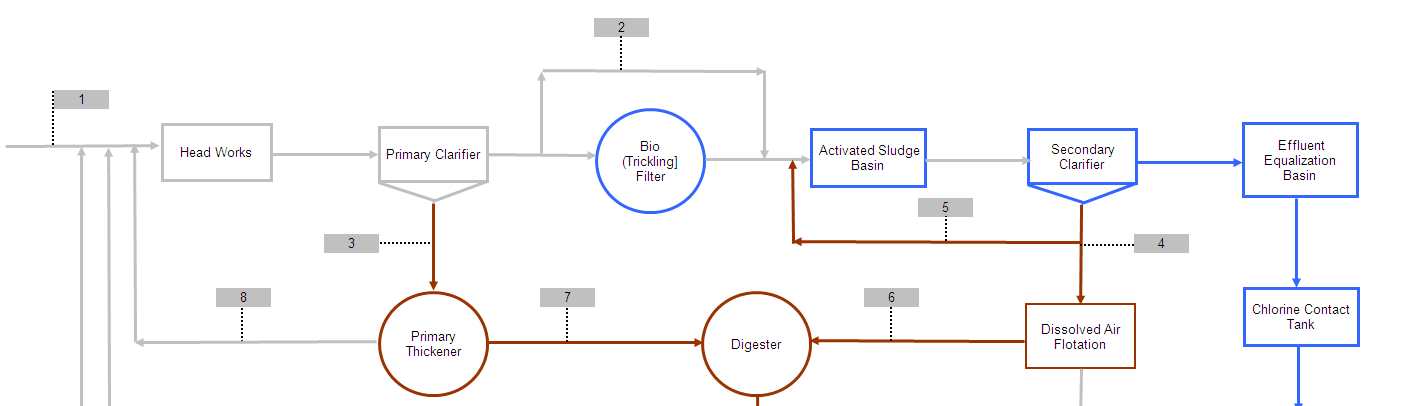 2
1
Head Works
Primary Clarifier
Bio
(Trickling]
Filter
Activated Sludge
Basin
Secondary
Clarifier
Effluent
Equalization
Basin
5
3
4
8
7
6
Primary
Thickener
Digester
Dissolved Air
Flotation
Chlorine Contact
Tank